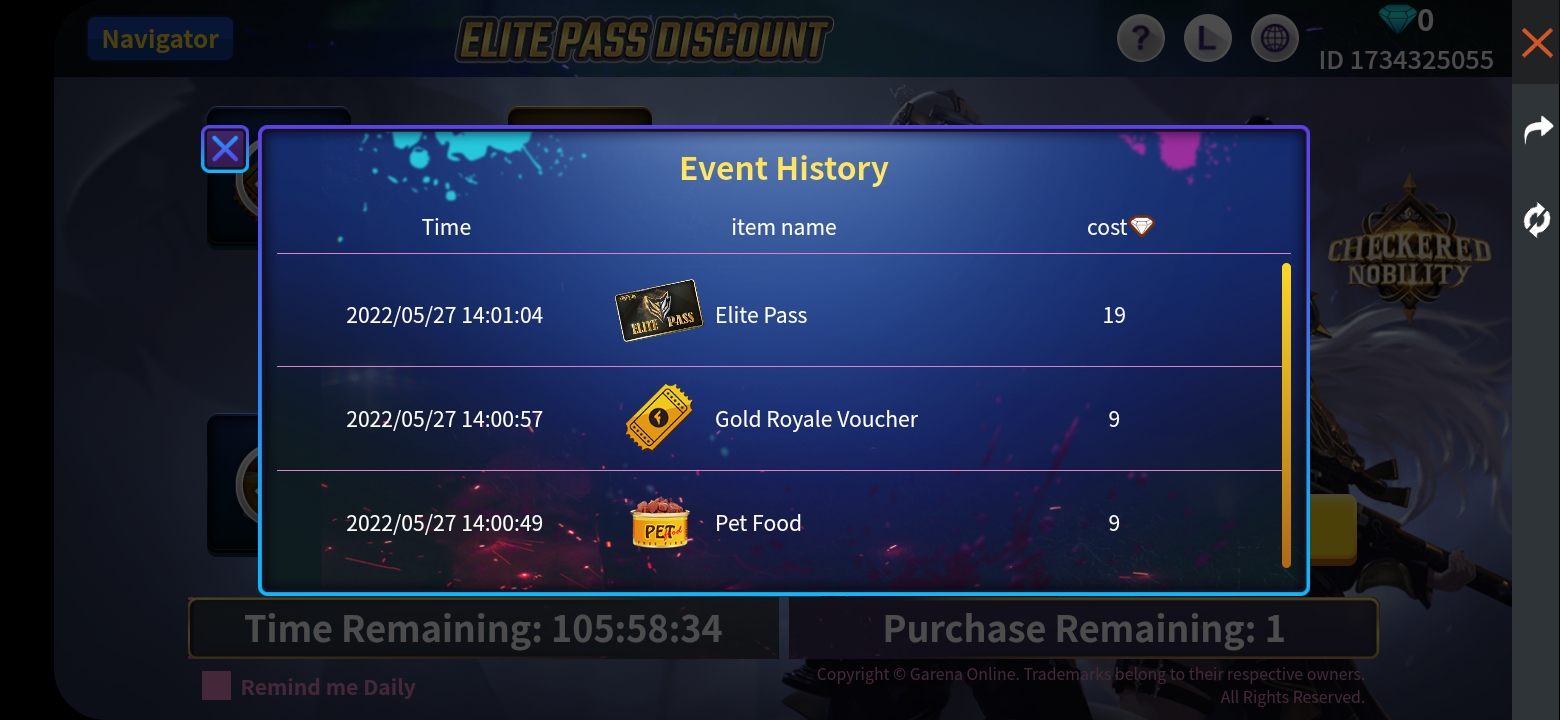 Navigator
ELITE PASS DISCOUNT
?
L
0
ID 1734325055
Event History
Time item name cost
2022/05/27 14:01:04 ELITE PASS Elite Pass 19
2022/05/27 14:00:57 Gold Royale Voucher 9
2022/05/27 14:00:49 PET Food Pet Food 9
CHECKERED
NOBILITY
Time Remaining: 105:58:34
Purchase Remaining: 1
Remind me Daily
Copyright © Garena Online. Trademarks belong to their respective owners.
All Rights Reserved.